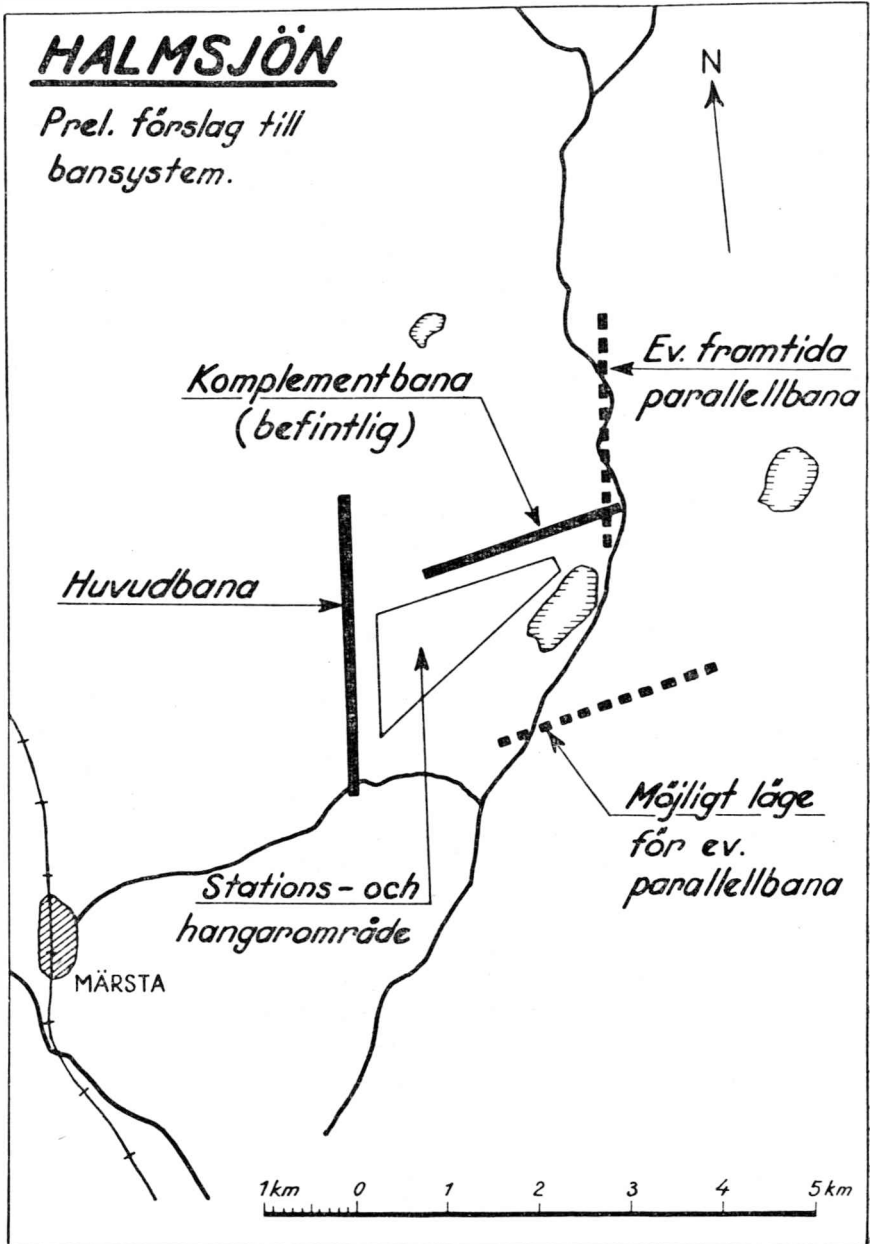 HALMSJÖN
Prel. förslag till
bansystem.
N
Ev. framtida
parallellbana
Komplementbana
(befintlig)
Huvudbana
Möjligt läge
för ev.
parallellbana
Stations- och
hangarområde
MÄRSTA
1km 0 1 2 3 4 5km